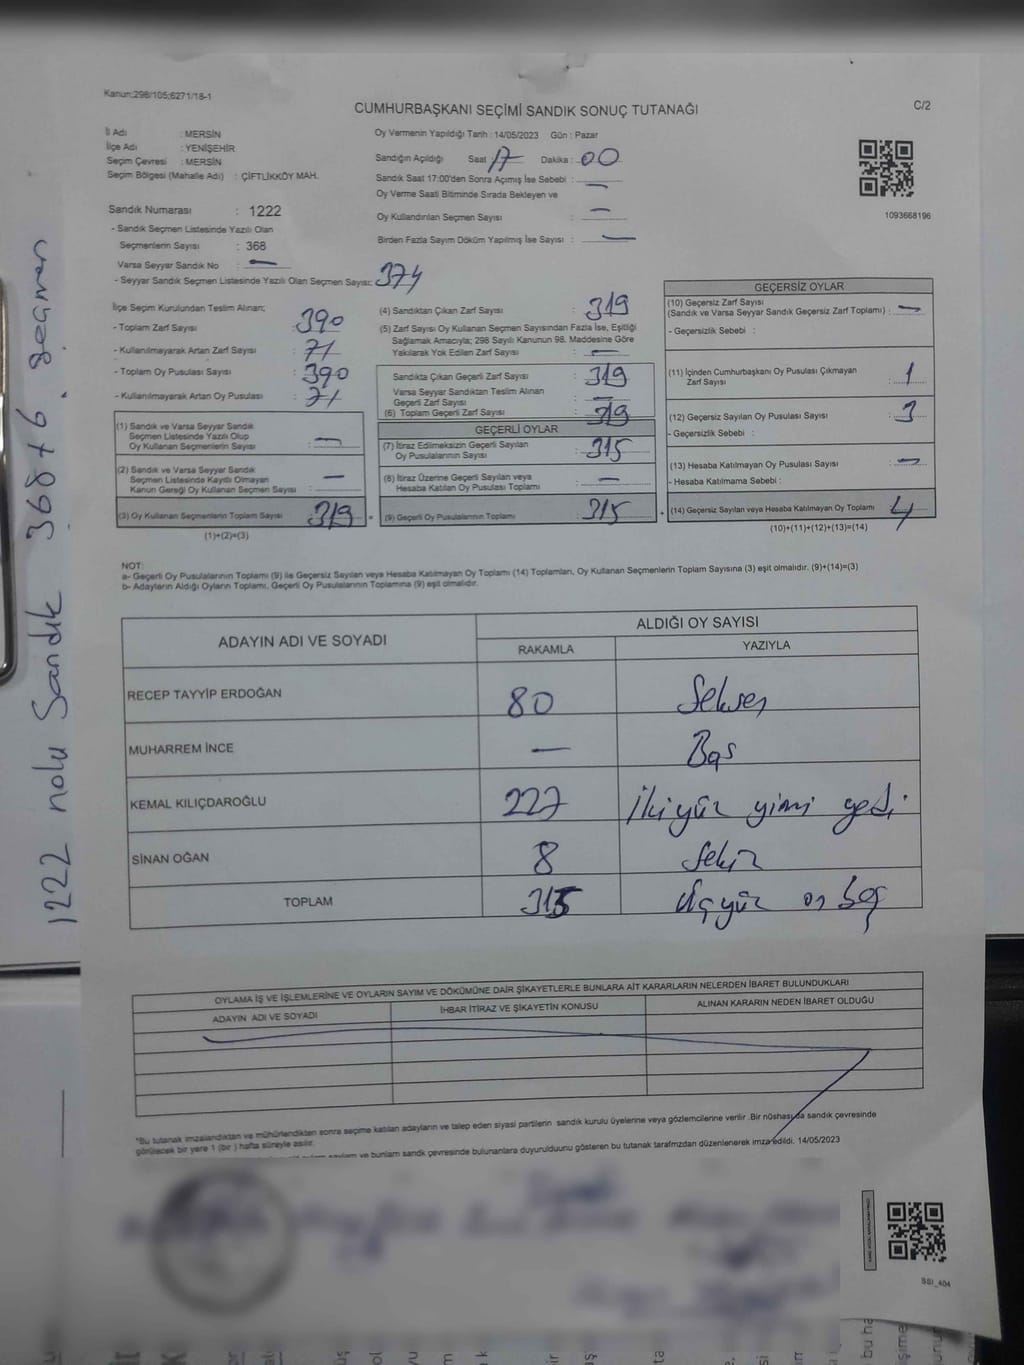 Kanun;298/105;6271/18-1
CUMHURBAŞKANI SEÇİMİ SANDIK SONUÇ TUTANAĞI
C/2
İl Adı : MERSİN
İlçe Adı : YENİŞEHİR
Seçim Çevresi : MERSİN
Seçim Bölgesi (Mahalle Adı) : ÇİFTLİKKÖY MAH.
Sandık Numarası : 1222
- Sandık Seçmen Listesinde Yazılı Olan
Seçmenlerin Sayısı : 368
Varsa Seyyar Sandık No : —
- Seyyar Sandık Seçmen Listesinde Yazılı Olan Seçmen Sayısı: 374
Oy Vermenin Yapıldığı Tarih : 14/05/2023 Gün : Pazar
Sandığın Açıldığı Saat : 17 Dakika : 00
Sandık Saat 17:00'den Sonra Açımış İse Sebebi : —
Oy Verme Saati Bitiminde Sırada Bekleyen ve
Oy Kullandırılan Seçmen Sayısı : —
Birden Fazla Sayım Döküm Yapılmış İse Sayısı : —
1093668196
İlçe Seçim Kurulundan Teslim Alınan;
- Toplam Zarf Sayısı : 390
- Kullanılmayarak Artan Zarf Sayısı : 71
- Toplam Oy Pusulası Sayısı : 390
- Kullanılmayarak Artan Oy Pusulası : 71
(1) Sandık ve Varsa Seyyar Sandık
Seçmen Listesinde Yazılı Olup
Oy Kullanan Seçmenlerin Sayısı : —
(2) Sandık ve Varsa Seyyar Sandık
Seçmen Listesinde Kayıtlı Olmayan
Kanun Gereği Oy Kullanan Seçmen Sayısı : —
(3) Oy Kullanan Seçmenlerin Toplam Sayısı : 319
(1)+(2)=(3)
(4) Sandıktan Çıkan Zarf Sayısı : 319
(5) Zarf Sayısı Oy Kullanan Seçmen Sayısından Fazla İse, Eşitliği
Sağlamak Amacıyla; 298 Sayılı Kanunun 98. Maddesine Göre
Yakılarak Yok Edilen Zarf Sayısı : —
Sandıkta Çıkan Geçerli Zarf Sayısı : 319
Varsa Seyyar Sandıktan Teslim Alınan
Geçerli Zarf Sayısı : —
(6) Toplam Geçerli Zarf Sayısı : 319
GEÇERLİ OYLAR
(7) İtiraz Edilmeksizin Geçerli Sayılan
Oy Pusulalarının Sayısı : 315
(8) İtiraz Üzerine Geçerli Sayılan veya
Hesaba Katılan Oy Pusulası Toplamı : —
= (9) Geçerli Oy Pusulalarının Toplamı : 315
GEÇERSİZ OYLAR
(10) Geçersiz Zarf Sayısı
(Sandık ve Varsa Seyyar Sandık Geçersiz Zarf Toplamı) : —
- Geçersizlik Sebebi :
(11) İçinden Cumhurbaşkanı Oy Pusulası Çıkmayan
Zarf Sayısı : 1
(12) Geçersiz Sayılan Oy Pusulası Sayısı : 3
- Geçersizlik Sebebi :
(13) Hesaba Katılmayan Oy Pusulası Sayısı : —
- Hesaba Katılmama Sebebi :
+ (14) Geçersiz Sayılan veya Hesaba Katılmayan Oy Toplamı 4
(10)+(11)+(12)+(13)=(14)
NOT:
a- Geçerli Oy Pusulalarının Toplamı (9) ile Geçersiz Sayılan veya Hesaba Katılmayan Oy Toplamı (14) Toplamları, Oy Kullanan Seçmenlerin Toplam Sayısına (3) eşit olmalıdır. (9)+(14)=(3)
b- Adayların Aldığı Oyların Toplamı, Geçerli Oy Pusulalarının Toplamına (9) eşit olmalıdır.
ADAYIN ADI VE SOYADI
ALDIĞI OY SAYISI
RAKAMLA YAZIYLA
RECEP TAYYİP ERDOĞAN 80 Seksen
MUHARREM İNCE — Boş
KEMAL KILIÇDAROĞLU 227 İkiyüz yirmi yedi
SİNAN OĞAN 8 Sekiz
TOPLAM 315 Üçyüz on beş
OYLAMA İŞ VE İŞLEMLERİNE VE OYLARIN SAYIM VE DÖKÜMÜNE DAİR ŞİKAYETLERLE BUNLARA AİT KARARLARIN NELERDEN İBARET BULUNDUKLARI
ADAYIN ADI VE SOYADI İHBAR İTİRAZ VE ŞİKAYETİN KONUSU ALINAN KARARIN NEDEN İBARET OLDUĞU
*Bu tutanak imzalandıktan ve mühürlendikten sonra seçime katılan adayların ve talep eden siyasi partilerin sandık kurulu üyelerine veya gözlemcilerine verilir .Bir nüshası da sandık çevresinde
görülecek bir yere 1 (bir ) hafta süreyle asılır.
ve bunların sandık çevresinde bulunanlara duyurulduunu gösteren bu tutanak tarafımzdan düzenlenerek imza edildi. 14/05/2023
SSI_404
1222 nolu Sandık 368+6. Seçmen